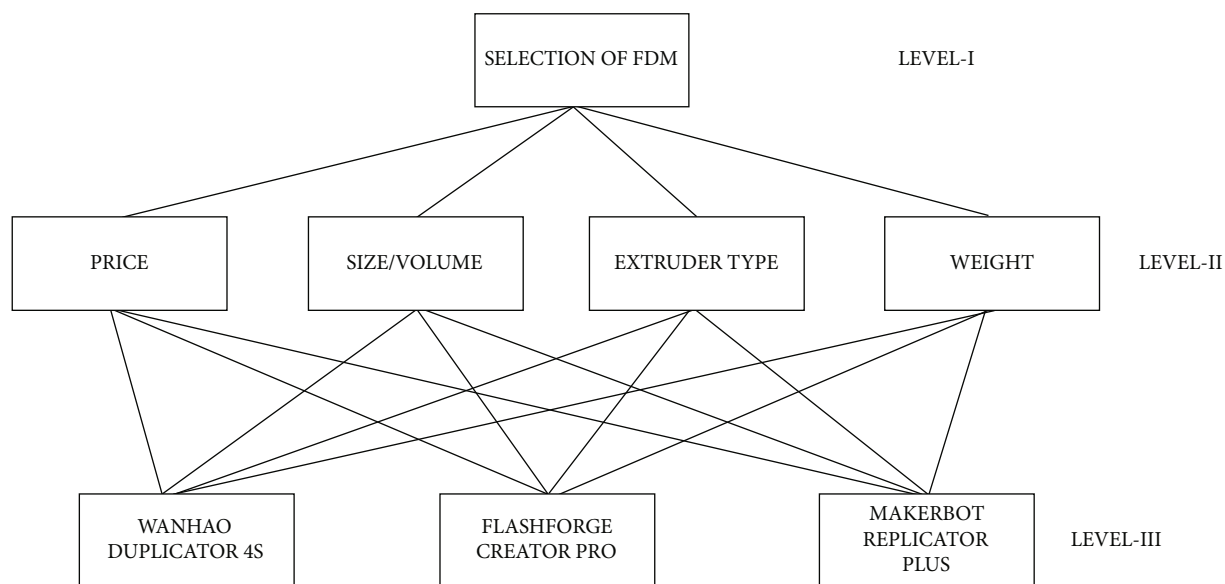 SELECTION OF FDM
LEVEL-I
PRICE
SIZE/VOLUME
EXTRUDER TYPE
WEIGHT
LEVEL-II
WANHAO
DUPLICATOR 4S
FLASHFORGE
CREATOR PRO
MAKERBOT
REPLICATOR
PLUS
LEVEL-III